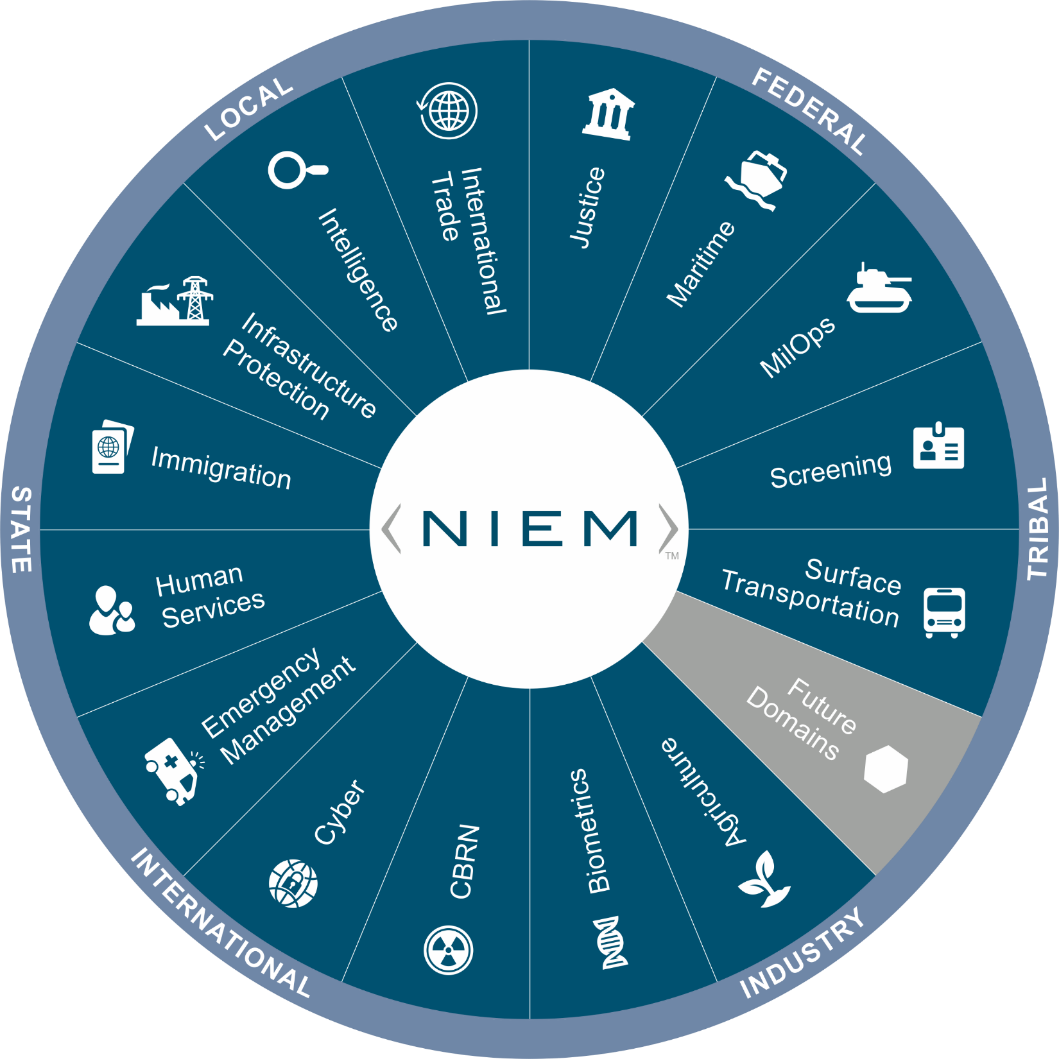 LOCAL
FEDERAL
TRIBAL
INDUSTRY
INTERNATIONAL
STATE
International
Trade
Justice
Maritime
MilOps
Screening
Surface
Transportation
Future
Domains
Agriculture
Biometrics
CBRN
Cyber
Emergency
Management
Human
Services
Immigration
Infrastructure
Protection
Intelligence
NIEM
TM